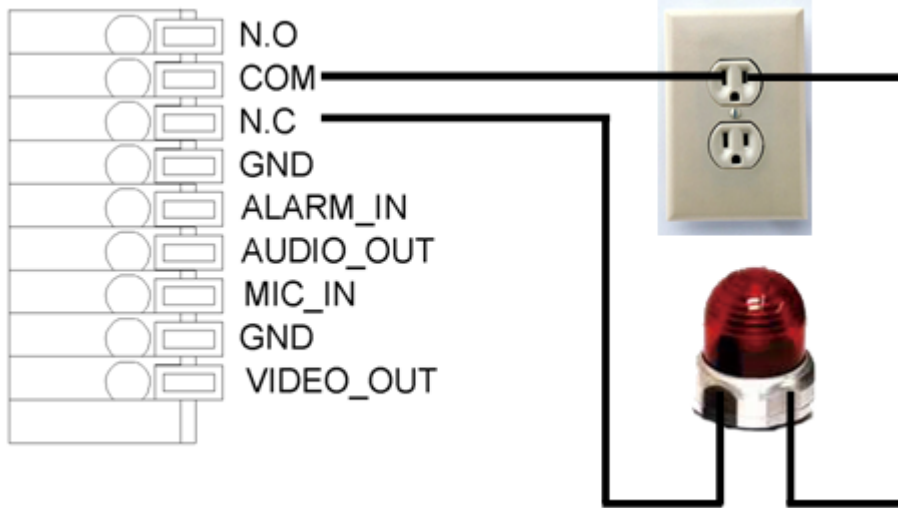 N.O
COM
N.C
GND
ALARM_IN
AUDIO_OUT
MIC_IN
GND
VIDEO_OUT